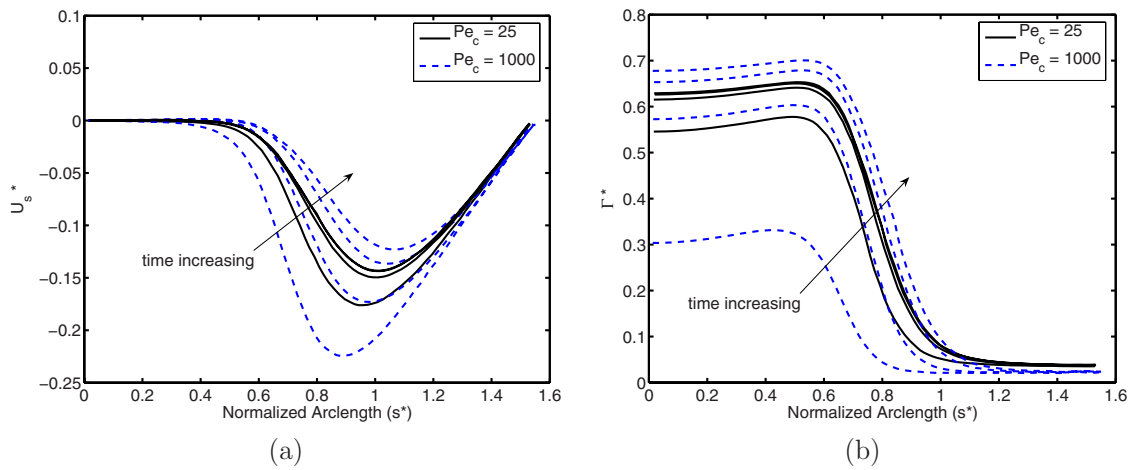 0.1
0.05
0
−0.05
−0.1
−0.15
−0.2
−0.25
U_s*
0 0.2 0.4 0.6 0.8 1 1.2 1.4 1.6
Normalized Arclength (s*)
Pe_c = 25
Pe_c = 1000
time increasing
(a)
0.8
0.7
0.6
0.5
0.4
0.3
0.2
0.1
0
Γ*
0 0.2 0.4 0.6 0.8 1 1.2 1.4 1.6
Normalized Arclength (s*)
Pe_c = 25
Pe_c = 1000
time increasing
(b)